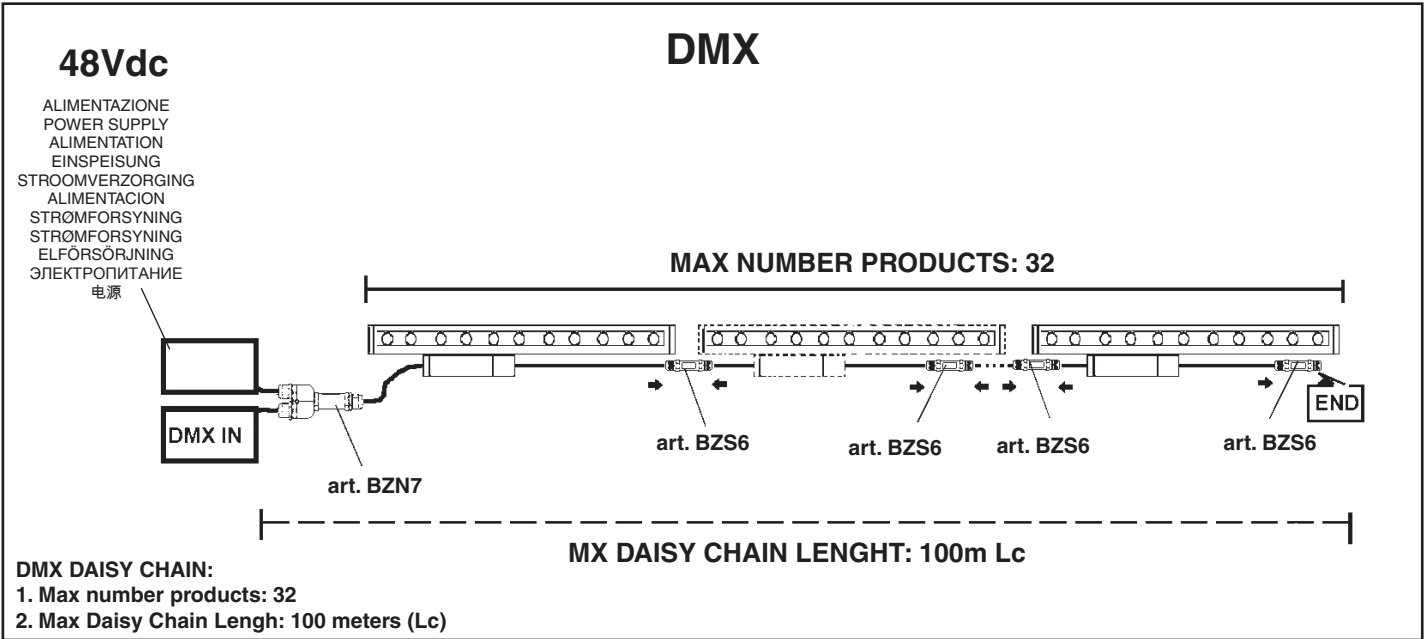 DMX
48Vdc
ALIMENTAZIONE
POWER SUPPLY
ALIMENTATION
EINSPEISUNG
STROOMVERZORGING
ALIMENTACION
STRØMFORSYNING
STRØMFORSYNING
ELFÖRSÖRJNING
ЭЛЕКТРОПИТАНИЕ
电源
MAX NUMBER PRODUCTS: 32
DMX IN
END
art. BZS6
art. BZS6
art. BZS6
art. BZS6
art. BZN7
MX DAISY CHAIN LENGHT: 100m Lc
DMX DAISY CHAIN:
1. Max number products: 32
2. Max Daisy Chain Lengh: 100 meters (Lc)